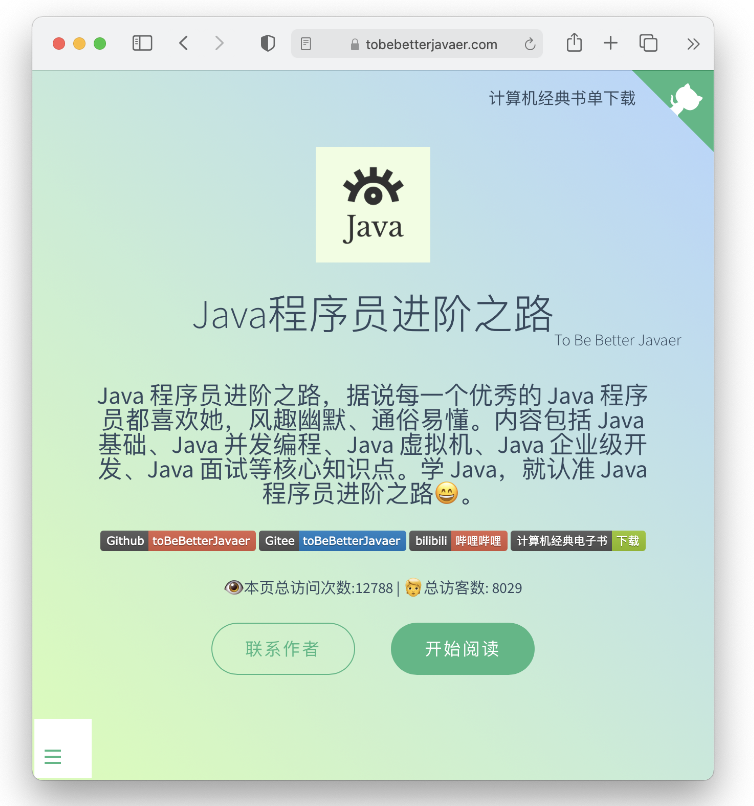 tobebetterjavaer.com
计算机经典书单下载
Java
Java程序员进阶之路
To Be Better Javaer
Java 程序员进阶之路，据说每一个优秀的 Java 程序
员都喜欢她，风趣幽默、通俗易懂。内容包括 Java
基础、Java 并发编程、Java 虚拟机、Java 企业级开
发、Java 面试等核心知识点。学 Java，就认准 Java
程序员进阶之路😄。
Github toBeBetterJavaer Gitee toBeBetterJavaer bilibili 哔哩哔哩 计算机经典电子书 下载
👁️本页总访问次数:12788 | 🤯总访客数: 8029
联系作者 开始阅读